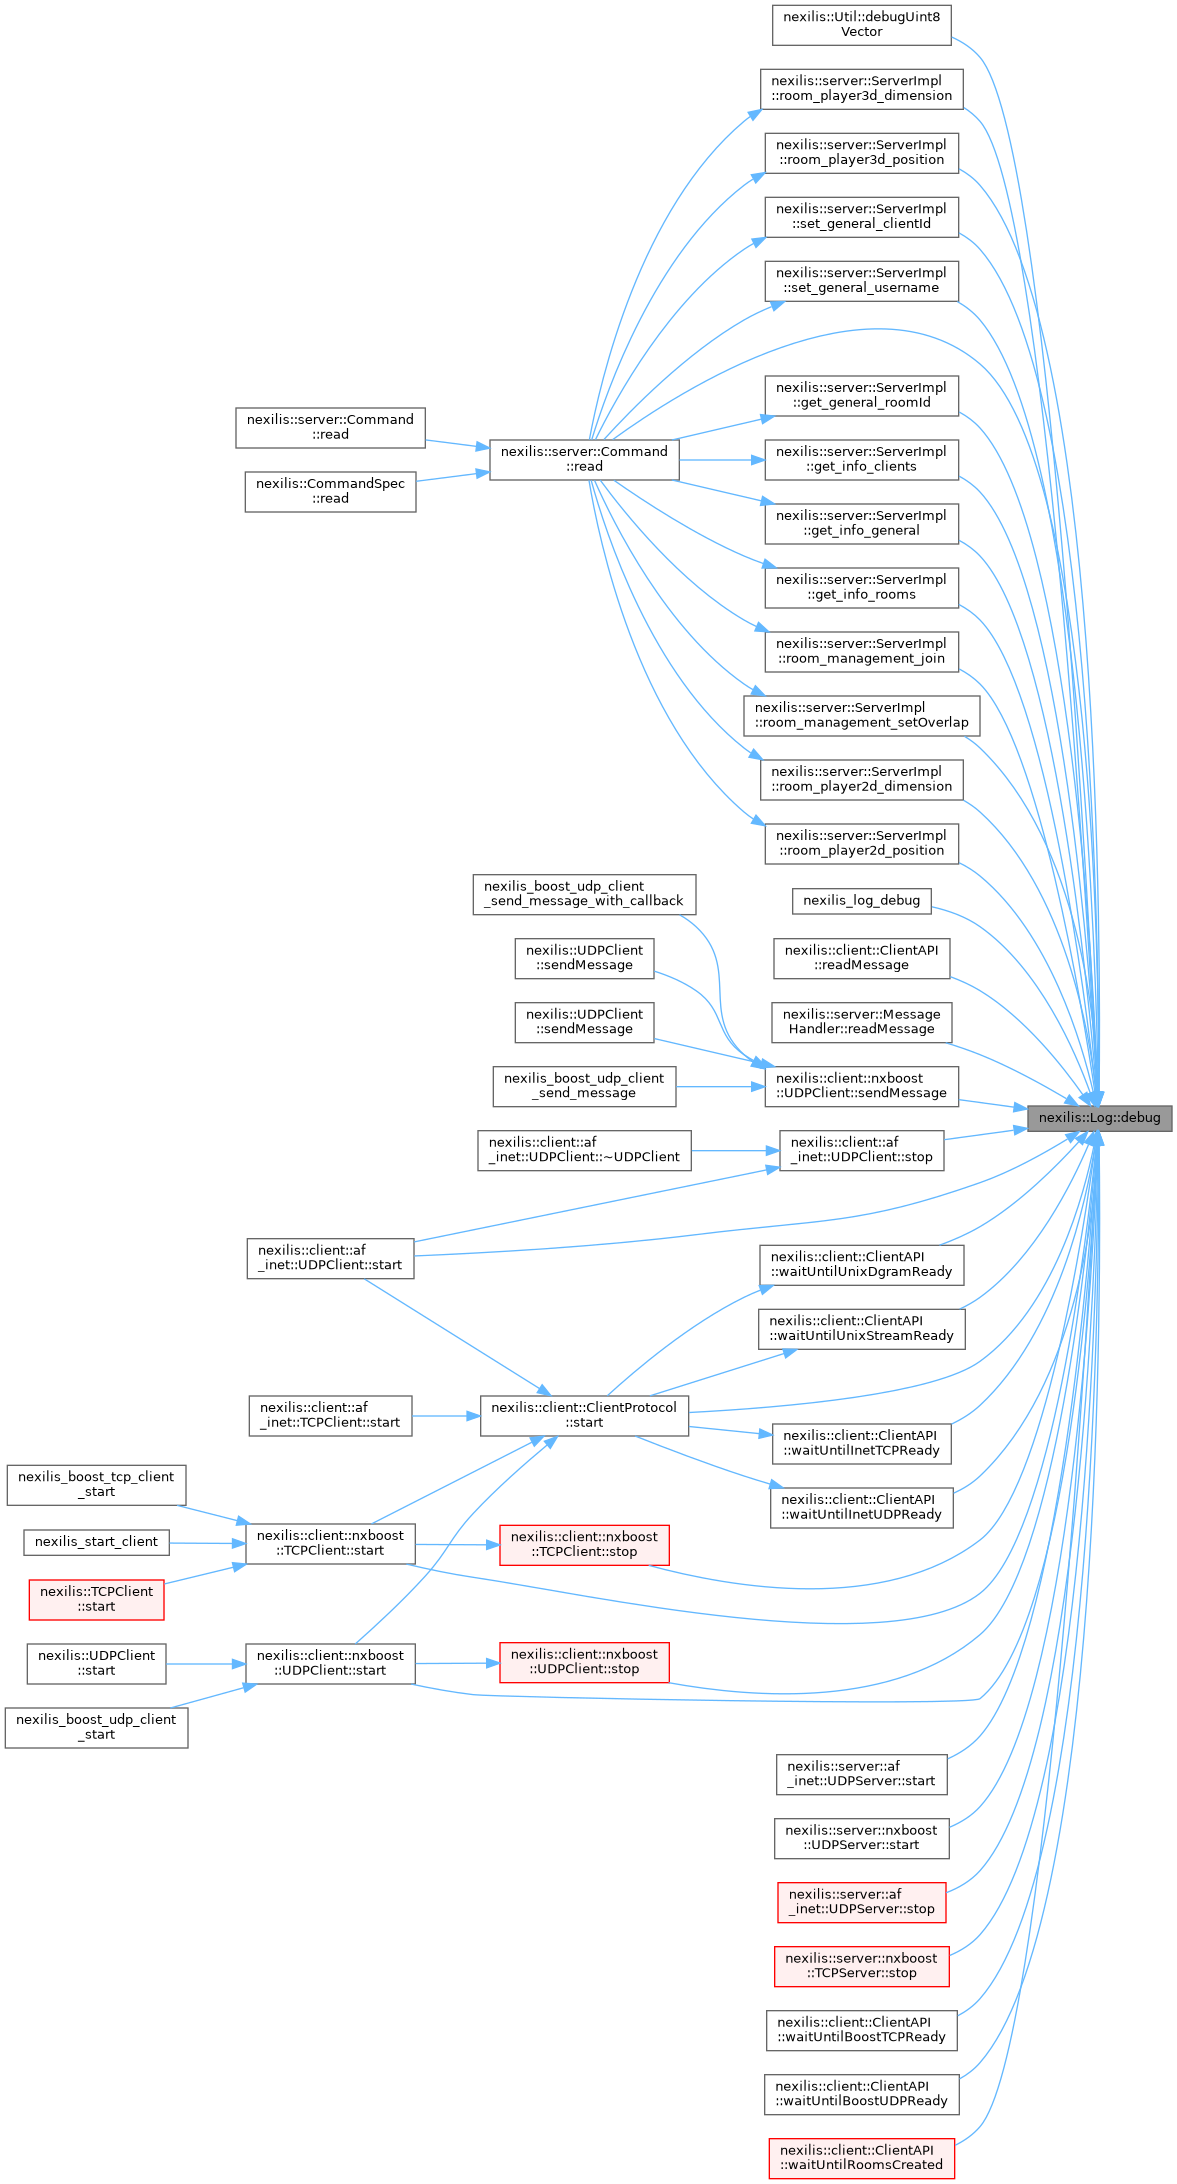 nexilis::Util::debugUint8
Vector
nexilis::server::ServerImpl
::room_player3d_dimension
nexilis::server::ServerImpl
::room_player3d_position
nexilis::server::ServerImpl
::set_general_clientId
nexilis::server::ServerImpl
::set_general_username
nexilis::server::ServerImpl
::get_general_roomId
nexilis::server::Command
::read
nexilis::server::Command
::read
nexilis::server::ServerImpl
::get_info_clients
nexilis::CommandSpec
::read
nexilis::server::ServerImpl
::get_info_general
nexilis::server::ServerImpl
::get_info_rooms
nexilis::server::ServerImpl
::room_management_join
nexilis::server::ServerImpl
::room_management_setOverlap
nexilis::server::ServerImpl
::room_player2d_dimension
nexilis::server::ServerImpl
::room_player2d_position
nexilis_boost_udp_client
_send_message_with_callback
nexilis_log_debug
nexilis::UDPClient
::sendMessage
nexilis::client::ClientAPI
::readMessage
nexilis::UDPClient
::sendMessage
nexilis::server::Message
Handler::readMessage
nexilis_boost_udp_client
_send_message
nexilis::client::nxboost
::UDPClient::sendMessage
nexilis::Log::debug
nexilis::client::af
_inet::UDPClient::~UDPClient
nexilis::client::af
_inet::UDPClient::stop
nexilis::client::af
_inet::UDPClient::start
nexilis::client::ClientAPI
::waitUntilUnixDgramReady
nexilis::client::ClientAPI
::waitUntilUnixStreamReady
nexilis::client::af
_inet::TCPClient::start
nexilis::client::ClientProtocol
::start
nexilis::client::ClientAPI
::waitUntilInetTCPReady
nexilis::client::ClientAPI
::waitUntilInetUDPReady
nexilis_boost_tcp_client
_start
nexilis_start_client
nexilis::client::nxboost
::TCPClient::start
nexilis::client::nxboost
::TCPClient::stop
nexilis::TCPClient
::start
nexilis::UDPClient
::start
nexilis::client::nxboost
::UDPClient::start
nexilis::client::nxboost
::UDPClient::stop
nexilis_boost_udp_client
_start
nexilis::server::af
_inet::UDPServer::start
nexilis::server::nxboost
::UDPServer::start
nexilis::server::af
_inet::UDPServer::stop
nexilis::server::nxboost
::TCPServer::stop
nexilis::client::ClientAPI
::waitUntilBoostTCPReady
nexilis::client::ClientAPI
::waitUntilBoostUDPReady
nexilis::client::ClientAPI
::waitUntilRoomsCreated